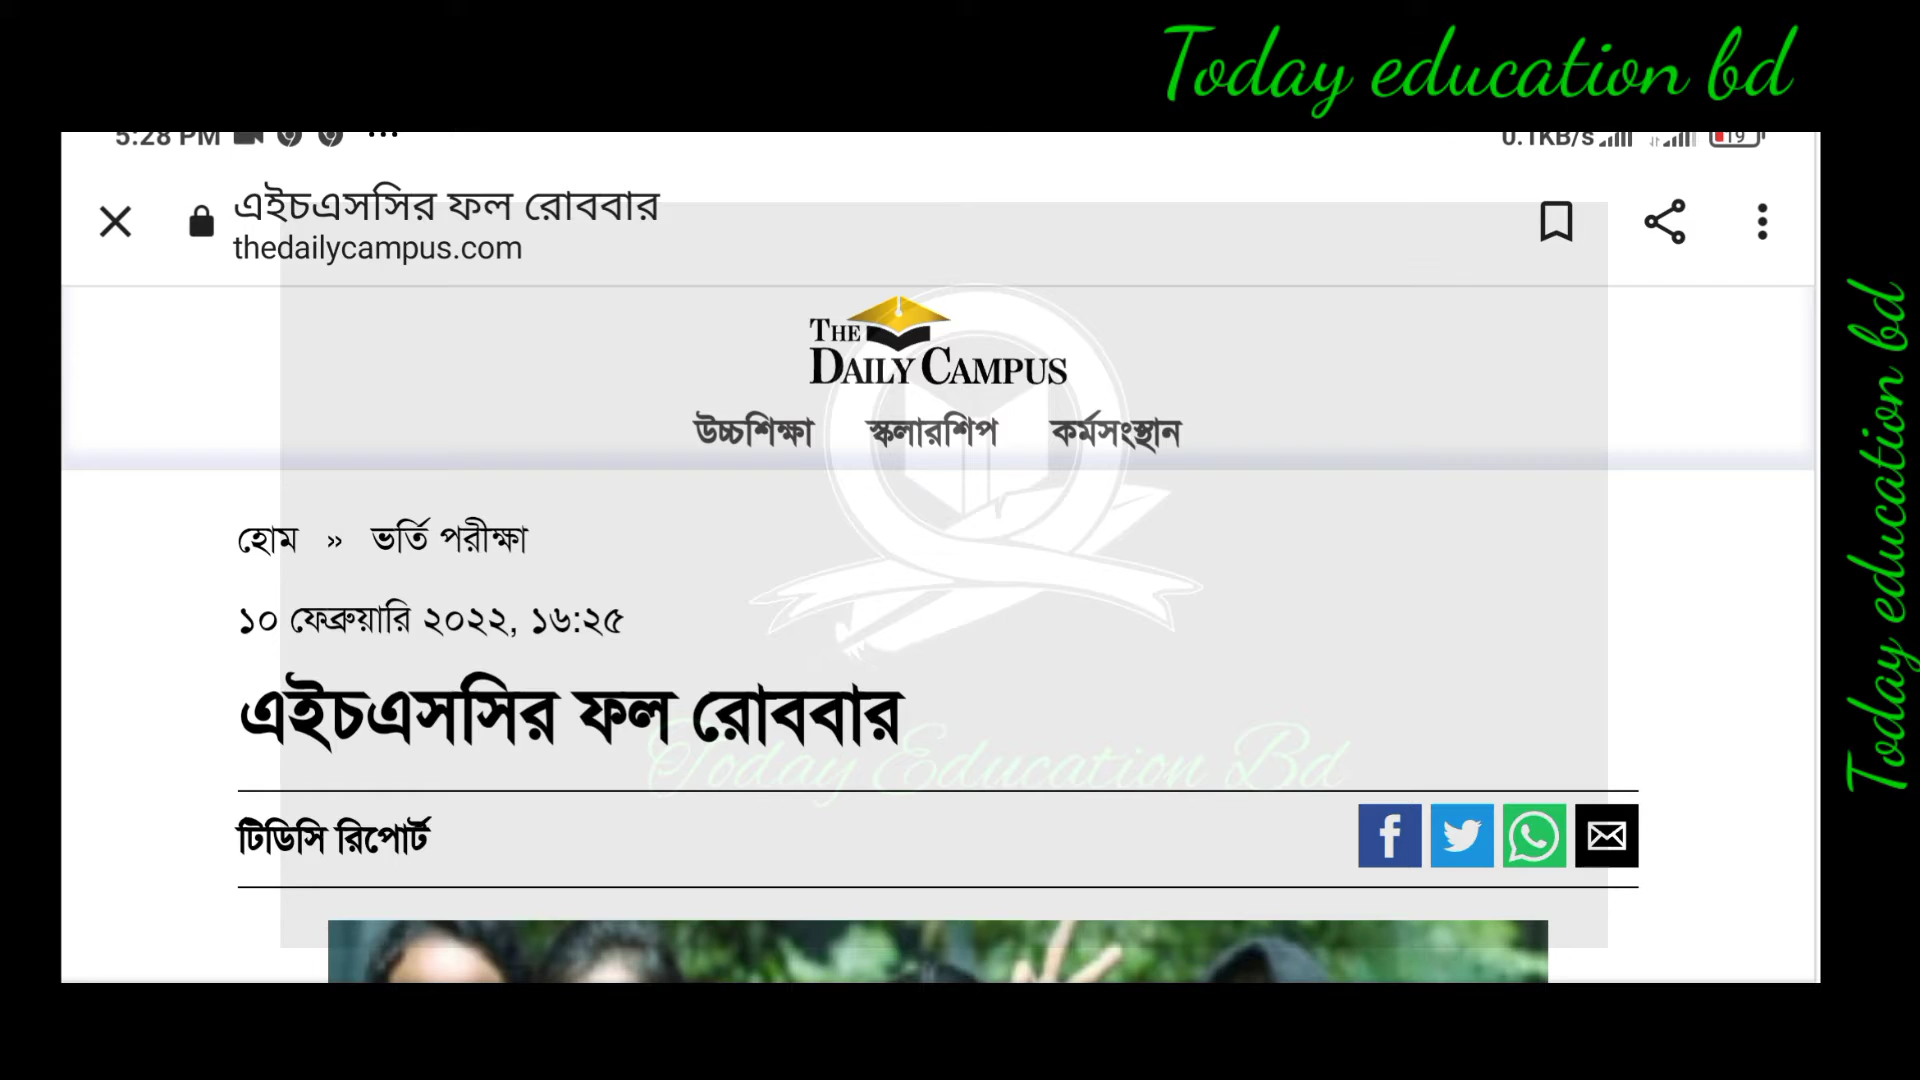 Today education bd
5:28 PM
0.1KB/s
19
এইচএসসির ফল রোববার
thedailycampus.com
THE
DAILY CAMPUS
উচ্চশিক্ষা স্কলারশিপ কর্মসংস্থান
হোম » ভর্তি পরীক্ষা
১০ ফেব্রুয়ারি ২০২২, ১৬:২৫
এইচএসসির ফল রোববার
Today Education Bd
টিডিসি রিপোর্ট
Today education bd